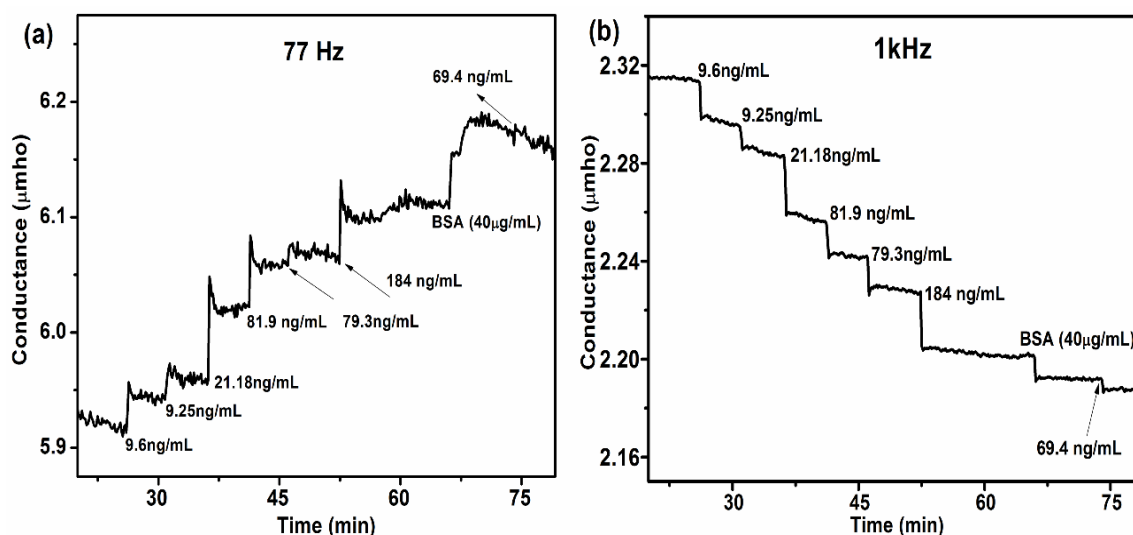 (a)
77 Hz
69.4 ng/mL
6.2
6.1
6.0
5.9
Conductance (μmho)
BSA (40μg/mL)
184 ng/mL
81.9 ng/mL
79.3ng/mL
21.18ng/mL
9.25ng/mL
9.6ng/mL
30
45
60
75
Time (min)
(b)
1kHz
2.32
2.28
2.24
2.20
2.16
Conductance (μmho)
9.6ng/mL
9.25ng/mL
21.18ng/mL
81.9 ng/mL
79.3ng/mL
184 ng/mL
BSA (40μg/mL)
69.4 ng/mL
30
45
60
75
Time (min)